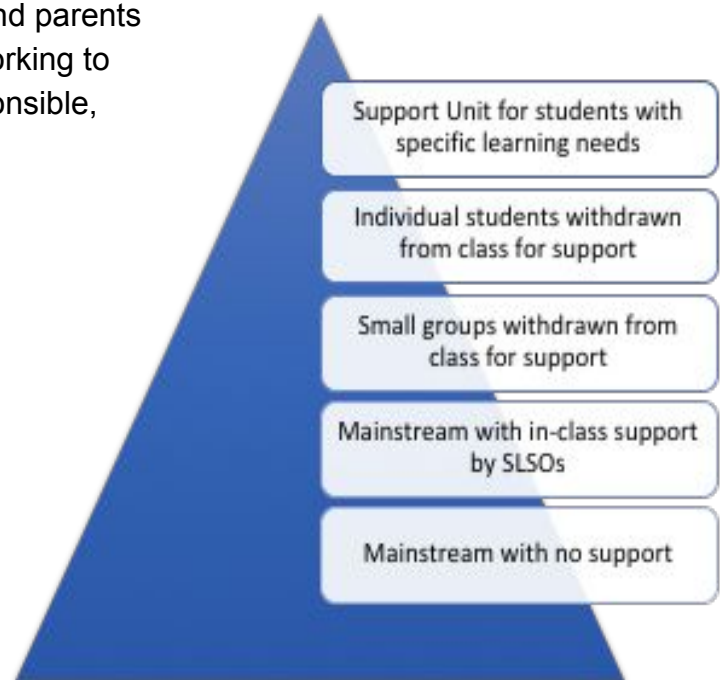 nd parents
orking to
onsible,
Support Unit for students with
specific learning needs
Individual students withdrawn
from class for support
Small groups withdrawn from
class for support
Mainstream with in-class support
by SLSOs
Mainstream with no support